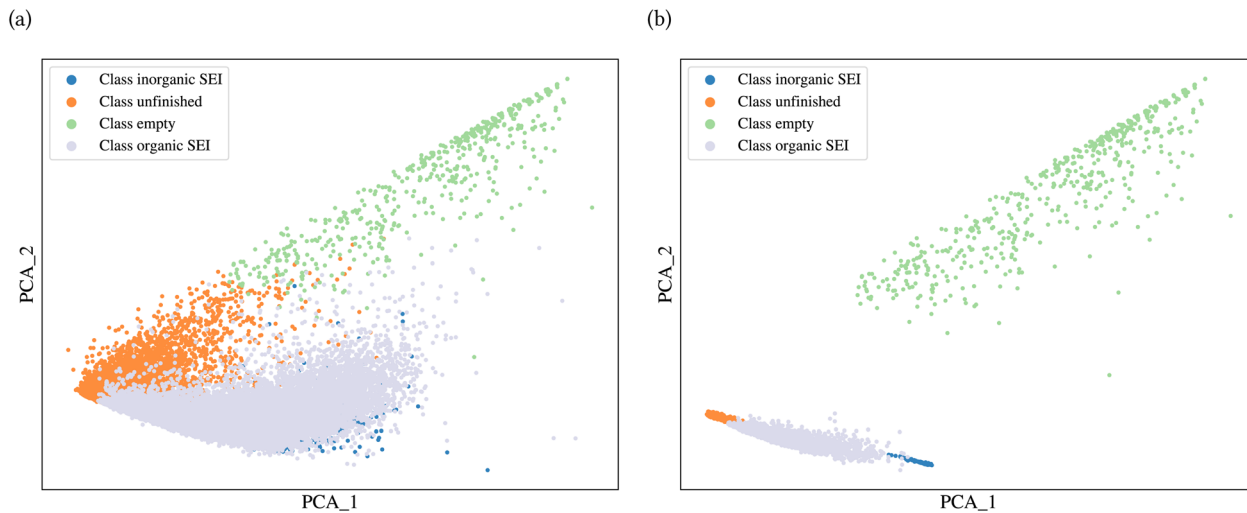 (a)
Class inorganic SEI
Class unfinished
Class empty
Class organic SEI
PCA_2
PCA_1
(b)
Class inorganic SEI
Class unfinished
Class empty
Class organic SEI
PCA_2
PCA_1